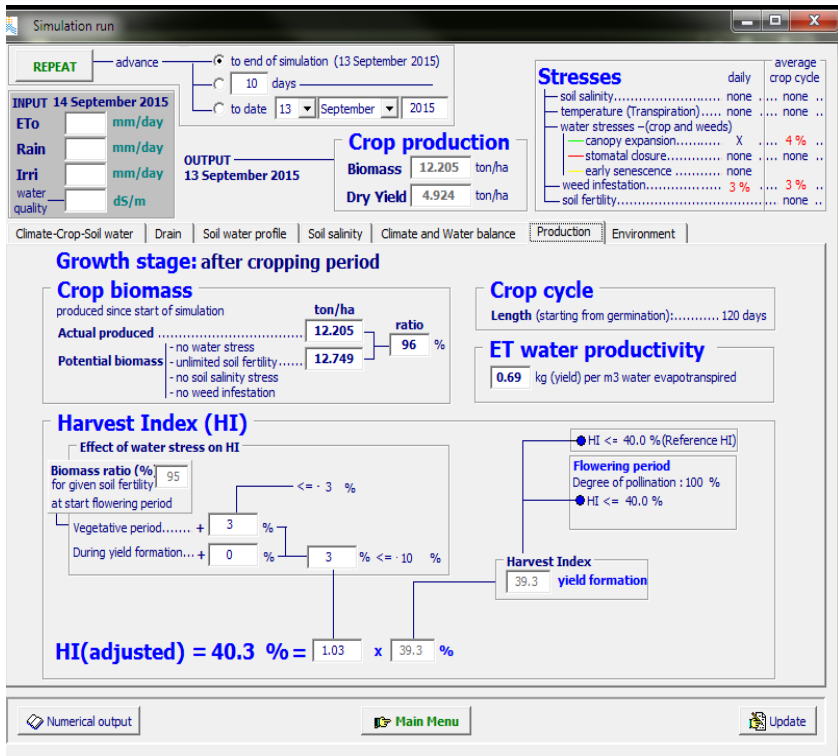 Simulation run
REPEAT
advance
to end of simulation (13 September 2015)
10 days
to date 13 September 2015
INPUT 14 September 2015
ETo mm/day
Rain mm/day
Irri mm/day
water quality dS/m
OUTPUT
13 September 2015
Crop production
Biomass 12.205 ton/ha
Dry Yield 4.924 ton/ha
Stresses daily average crop cycle
soil salinity........................ none .... none ..
temperature (Transpiration)..... none .... none ..
water stresses -(crop and weeds)
canopy expansion........... X .... 4 % ..
stomatal closure............ none .... none ..
early senescence ........... none
weed infestation.................. 3 % .... 3 % ..
soil fertility.................................. none ..
Climate-Crop-Soil water Drain Soil water profile Soil salinity Climate and Water balance Production Environment
Growth stage: after cropping period
Crop biomass
produced since start of simulation ton/ha
Actual produced .................................. 12.205
ratio
96 %
Potential biomass
- no water stress
- unlimited soil fertility...... 12.749
- no soil salinity stress
- no weed infestation
Crop cycle
Length (starting from germination):........... 120 days
ET water productivity
0.69 kg (yield) per m3 water evapotranspired
Harvest Index (HI)
Effect of water stress on HI
Biomass ratio (%)
for given soil fertility 95
at start flowering period
<= - 3 %
Vegetative period....... + 3 %
During yield formation... + 0 %
3 % <= - 10 %
HI <= 40.0 %(Reference HI)
Flowering period
Degree of pollination : 100 %
HI <= 40.0 %
Harvest Index
39.3 yield formation
HI(adjusted) = 40.3 % = 1.03 x 39.3 %
Numerical output
Main Menu
Update